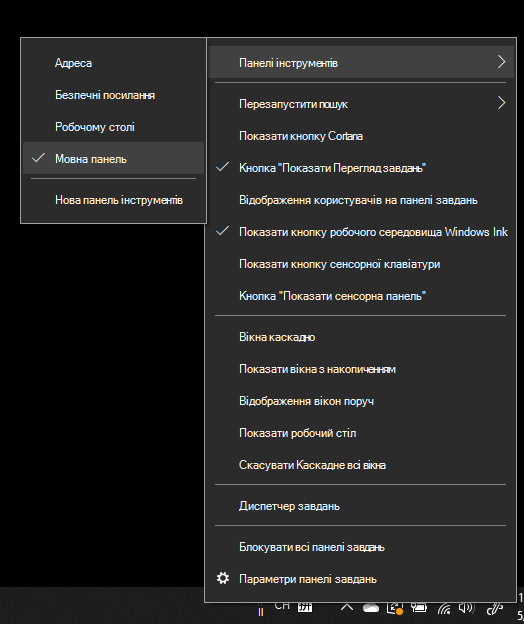 Адреса
Безпечні посилання
Робочому столі
Мовна панель
Нова панель інструментів
Панелі інструментів
Перезапустити пошук
Показати кнопку Cortana
Кнопка "Показати Перегляд завдань"
Відображення користувачів на панелі завдань
Показати кнопку робочого середовища Windows Ink
Показати кнопку сенсорної клавіатури
Кнопка "Показати сенсорна панель"
Вікна каскадно
Показати вікна з накопиченням
Відображення вікон поруч
Показати робочий стіл
Скасувати Каскадне всі вікна
Диспетчер завдань
Блокувати всі панелі завдань
Параметри панелі завдань
CH 拼